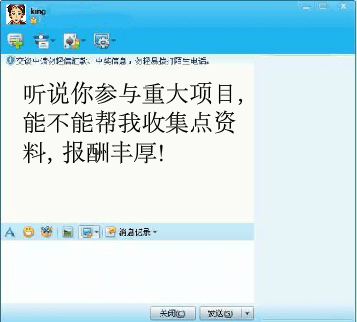 king
交谈中请勿轻信汇款、中奖信息，勿轻易拨打陌生电话。
听说你参与重大项目，
能不能帮我收集点资
料，报酬丰厚！
消息记录
关闭(C)
发送(S)